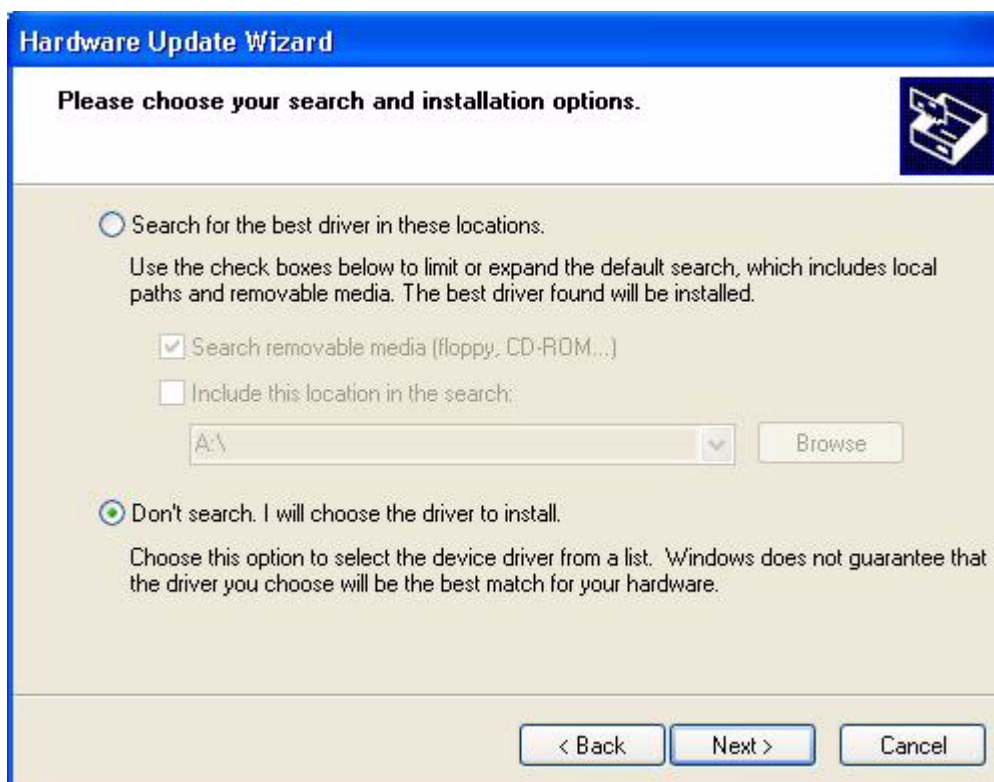 Hardware Update Wizard
Please choose your search and installation options.
Search for the best driver in these locations.
Use the check boxes below to limit or expand the default search, which includes local
paths and removable media. The best driver found will be installed.
Search removable media (floppy, CD-ROM...)
Include this location in the search:
A:\
Browse
Don't search. I will choose the driver to install.
Choose this option to select the device driver from a list. Windows does not guarantee that
the driver you choose will be the best match for your hardware.
< Back
Next >
Cancel